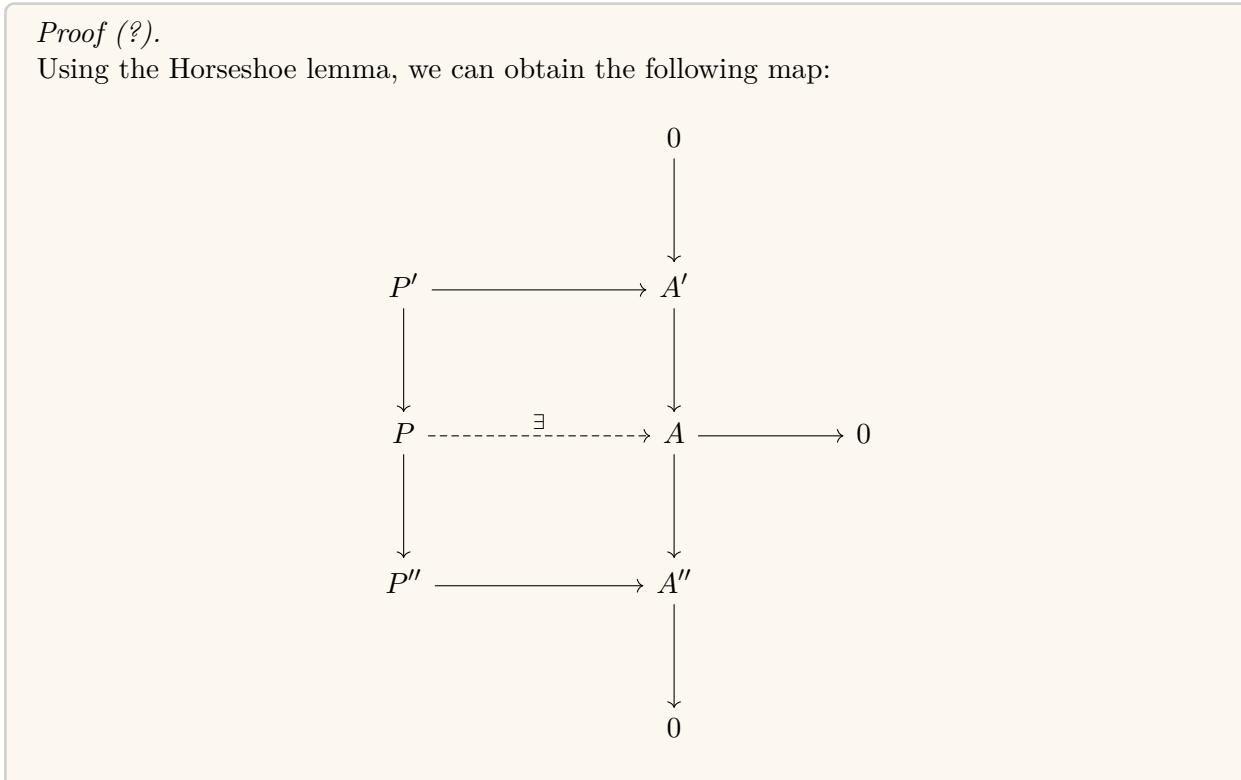 Proof (?).
Using the Horseshoe lemma, we can obtain the following map:
0
P′ A′
∃
P A 0
P″ A″
0